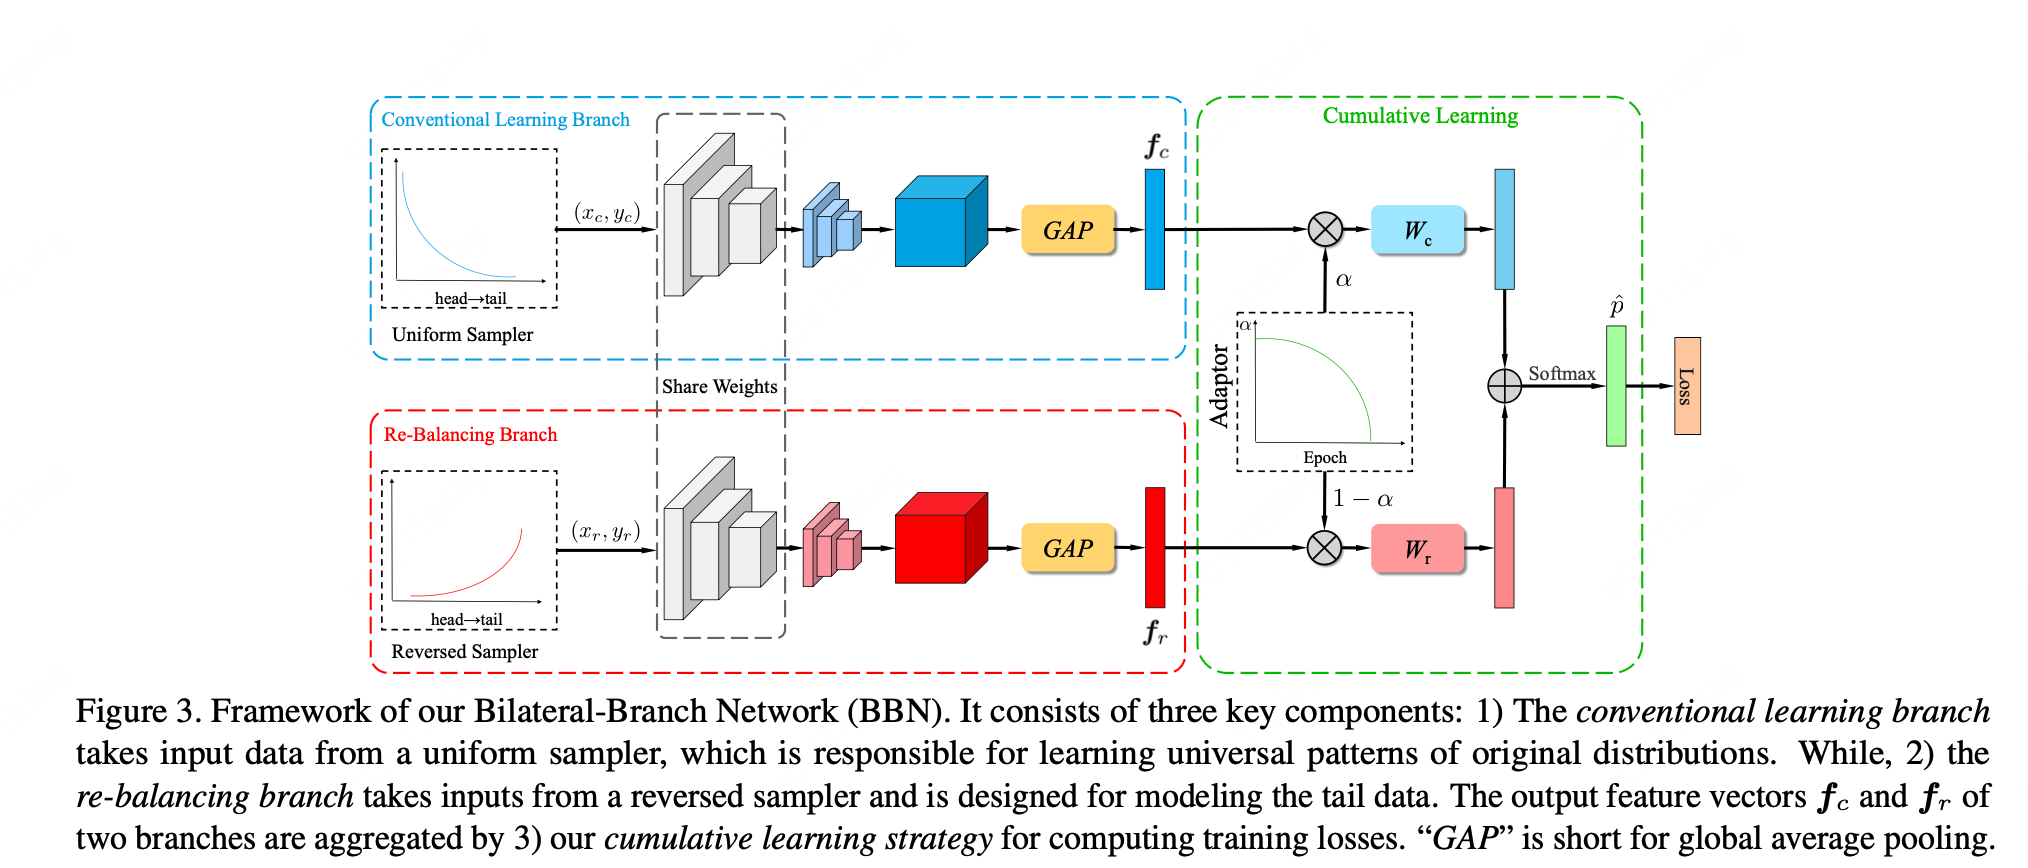 Conventional Learning Branch
head→tail
Uniform Sampler
(x_c, y_c)
GAP
f_c
Share Weights
Re-Balancing Branch
head→tail
Reversed Sampler
(x_r, y_r)
GAP
f_r
Cumulative Learning
W_c
α
Adaptor
α
Epoch
1 − α
W_r
Softmax
p̂
Loss
Figure 3. Framework of our Bilateral-Branch Network (BBN). It consists of three key components: 1) The conventional learning branch
takes input data from a uniform sampler, which is responsible for learning universal patterns of original distributions. While, 2) the
re-balancing branch takes inputs from a reversed sampler and is designed for modeling the tail data. The output feature vectors f_c and f_r of
two branches are aggregated by 3) our cumulative learning strategy for computing training losses. “GAP” is short for global average pooling.